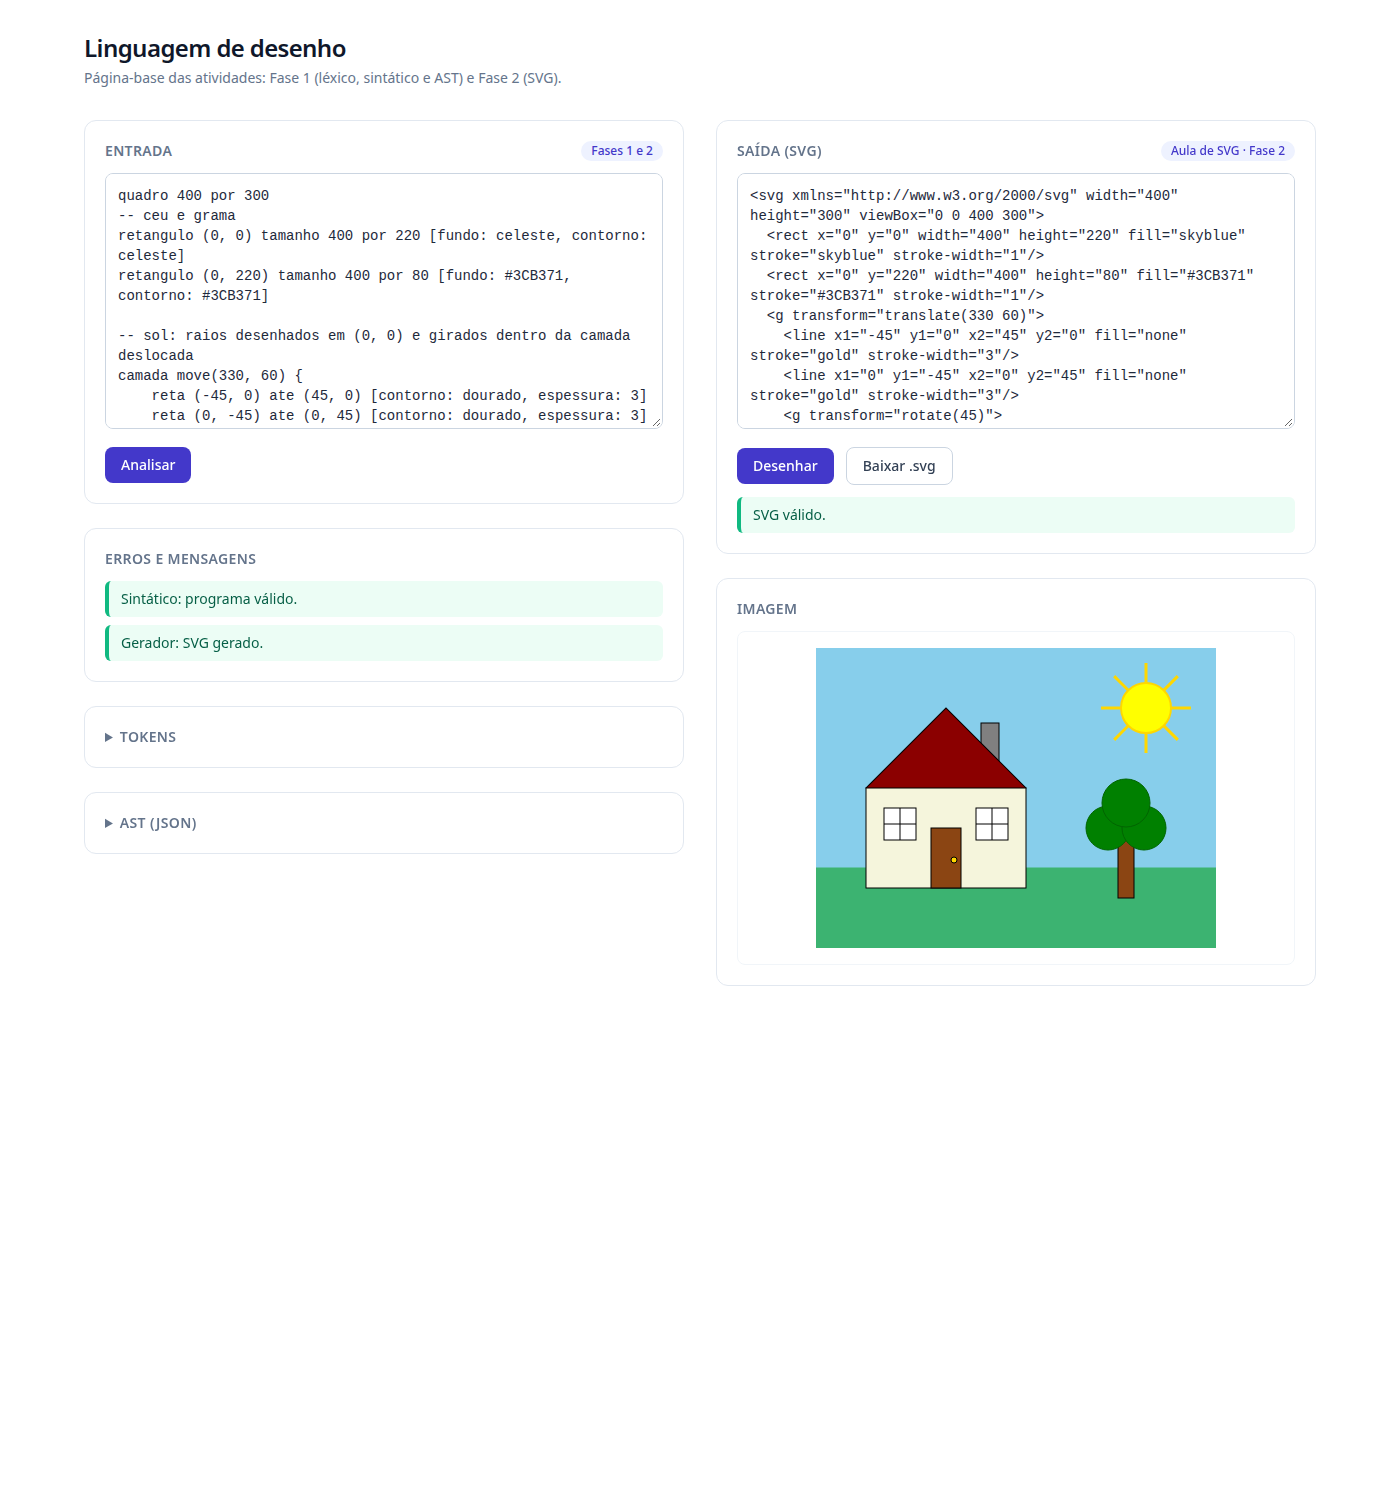 Linguagem de desenho
Página-base das atividades: Fase 1 (léxico, sintático e AST) e Fase 2 (SVG).
ENTRADA
Fases 1 e 2
quadro 400 por 300
-- ceu e grama
retangulo (0, 0) tamanho 400 por 220 [fundo: celeste, contorno:
celeste]
retangulo (0, 220) tamanho 400 por 80 [fundo: #3CB371,
contorno: #3CB371]
-- sol: raios desenhados em (0, 0) e girados dentro da camada
deslocada
camada move(330, 60) {
    reta (-45, 0) ate (45, 0) [contorno: dourado, espessura: 3]
    reta (0, -45) ate (0, 45) [contorno: dourado, espessura: 3]
Analisar
ERROS E MENSAGENS
Sintático: programa válido.
Gerador: SVG gerado.
TOKENS
AST (JSON)
SAÍDA (SVG)
Aula de SVG · Fase 2
<svg xmlns="http://www.w3.org/2000/svg" width="400"
height="300" viewBox="0 0 400 300">
  <rect x="0" y="0" width="400" height="220" fill="skyblue"
stroke="skyblue" stroke-width="1"/>
  <rect x="0" y="220" width="400" height="80" fill="#3CB371"
stroke="#3CB371" stroke-width="1"/>
  <g transform="translate(330 60)">
    <line x1="-45" y1="0" x2="45" y2="0" fill="none"
stroke="gold" stroke-width="3"/>
    <line x1="0" y1="-45" x2="0" y2="45" fill="none"
stroke="gold" stroke-width="3"/>
    <g transform="rotate(45)">
Desenhar
Baixar .svg
SVG válido.
IMAGEM